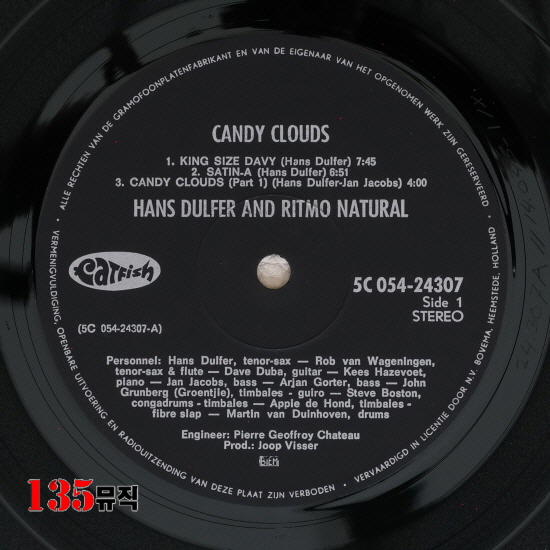 ALLE RECHTEN VAN DE GRAMOFOONPLATENFABRIKANT EN VAN DE EIGENAAR VAN HET OPGENOMEN WERK ZIJN GERESERVEERD
CANDY CLOUDS
1. KING SIZE DAVY (Hans Dulfer) 7:45
2. SATIN-A (Hans Dulfer) 6:51
3. CANDY CLOUDS (Part 1) (Hans Dulfer-Jan Jacobs) 4:00
HANS DULFER AND RITMO NATURAL
Catfish
5C 054-24307
Side 1
STEREO
(5C 054-24307-A)
Personnel: Hans Dulfer, tenor-sax — Rob van Wageningen,
tenor-sax & flute — Dave Duba, guitar — Kees Hazevoet,
piano — Jan Jacobs, bass — Arjan Gorter, bass — John
Grunberg (Groentjie), timbales - guiro — Steve Boston,
congadrums - timbales — Apple de Hond, timbales -
fibre slap — Martin van Duinhoven, drums
Engineer: Pierre Geoffroy Chateau
Prod.: Joop Visser
BIEM
VERMENIGVULDIGING, OPENBARE UITVOERING EN RADIOUITZENDING VAN DEZE PLAAT ZIJN VERBODEN • VERVAARDIGD IN LICENTIE DOOR N.V. BOVEMA, HEEMSTEDE, HOLLAND
135뮤직